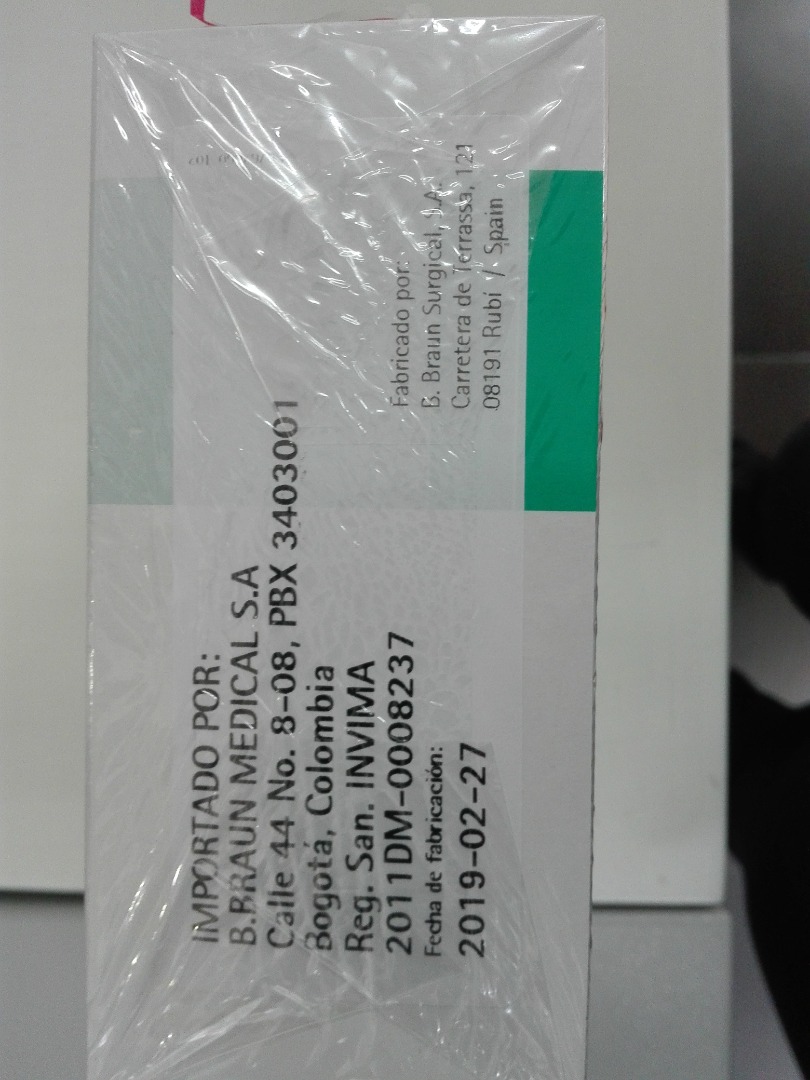 IMPORTADO POR:
B.BRAUN MEDICAL S.A
Calle 44 No. 8-08, PBX 3403001
Bogotá, Colombia
Reg. San. INVIMA
2011DM-0008237
Fecha de fabricación:
2019-02-27
Fabricado por:
B. Braun Surgical, S.A.
Carretera de Terrassa, 121
08191 Rubí / Spain